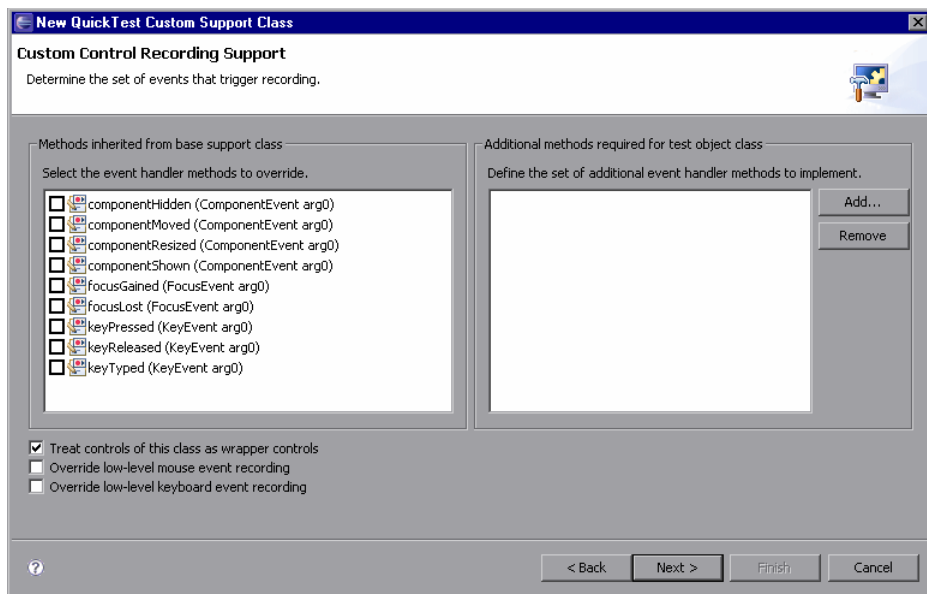 New QuickTest Custom Support Class
Custom Control Recording Support
Determine the set of events that trigger recording.
Methods inherited from base support class
Select the event handler methods to override.
componentHidden (ComponentEvent arg0)
componentMoved (ComponentEvent arg0)
componentResized (ComponentEvent arg0)
componentShown (ComponentEvent arg0)
focusGained (FocusEvent arg0)
focusLost (FocusEvent arg0)
keyPressed (KeyEvent arg0)
keyReleased (KeyEvent arg0)
keyTyped (KeyEvent arg0)
Additional methods required for test object class
Define the set of additional event handler methods to implement.
Add...
Remove
Treat controls of this class as wrapper controls
Override low-level mouse event recording
Override low-level keyboard event recording
?
< Back
Next >
Finish
Cancel